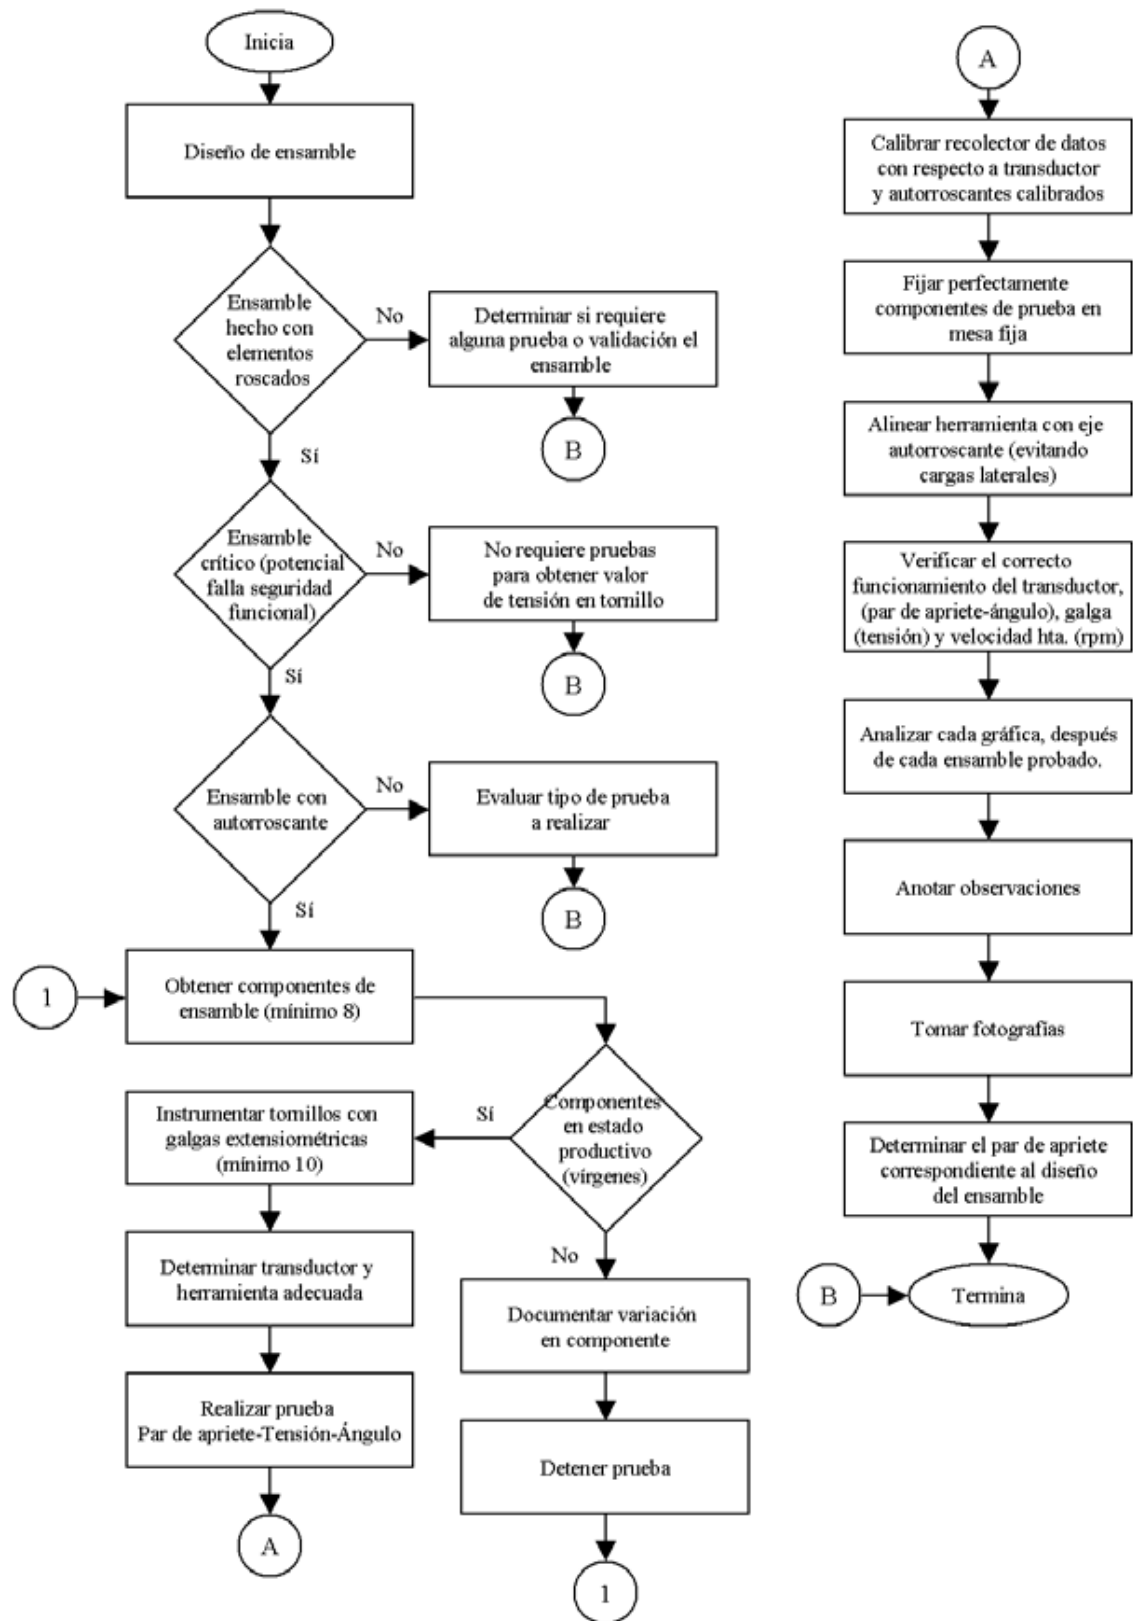 Inicia
Diseño de ensamble
Ensamble
hecho con
elementos
roscados
No
Determinar si requiere
alguna prueba o validación el
ensamble
B
Sí
Ensamble
crítico (potencial
falla seguridad
funcional)
No
No requiere pruebas
para obtener valor
de tensión en tornillo
B
Sí
Ensamble con
autorroscante
No
Evaluar tipo de prueba
a realizar
B
Sí
1
Obtener componentes de
ensamble (mínimo 8)
Componentes
en estado
productivo
(vírgenes)
Sí
Instrumentar tornillos con
galgas extensiométricas
(mínimo 10)
Determinar transductor y
herramienta adecuada
Realizar prueba
Par de apriete-Tensión-Ángulo
A
No
Documentar variación
en componente
Detener prueba
1
A
Calibrar recolector de datos
con respecto a transductor
y autorroscantes calibrados
Fijar perfectamente
componentes de prueba en
mesa fija
Alinear herramienta con eje
autorroscante (evitando
cargas laterales)
Verificar el correcto
funcionamiento del transductor,
(par de apriete-ángulo), galga
(tensión) y velocidad hta. (rpm)
Analizar cada gráfica, después
de cada ensamble probado.
Anotar observaciones
Tomar fotografías
Determinar el par de apriete
correspondiente al diseño
del ensamble
B
Termina